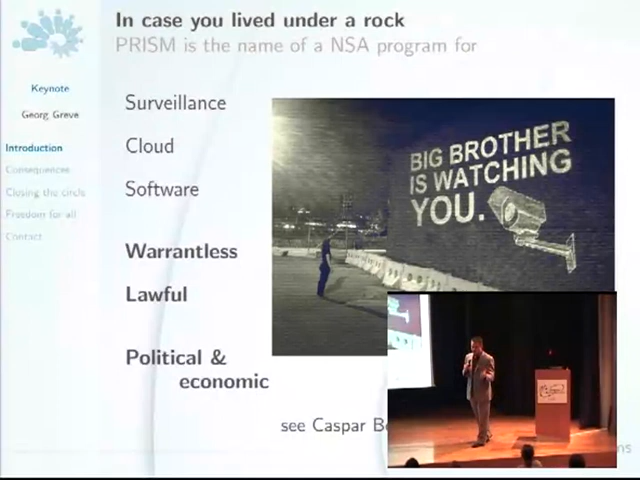 In case you lived under a rock
PRISM is the name of a NSA program for
Keynote
Georg Greve
Introduction
Consequences
Closing the circle
Freedom for all
Contact
Surveillance
Cloud
Software
Warrantless
Lawful
Political &
economic
BIG BROTHER
IS WATCHING
YOU.
see Caspar